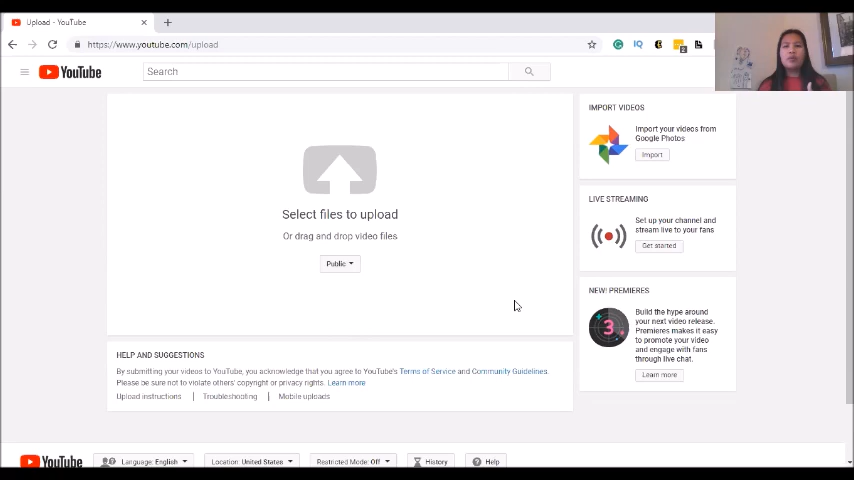 Upload - YouTube
https://www.youtube.com/upload
IQ
2
YouTube
Search
Select files to upload
Or drag and drop video files
Public
HELP AND SUGGESTIONS
By submitting your videos to YouTube, you acknowledge that you agree to YouTube's Terms of Service and Community Guidelines.
Please be sure not to violate others' copyright or privacy rights. Learn more
Upload instructions
Troubleshooting
Mobile uploads
IMPORT VIDEOS
Import your videos from
Google Photos
Import
LIVE STREAMING
Set up your channel and
stream live to your fans
Get started
NEW! PREMIERES
3
Build the hype around
your next video release.
Premieres makes it easy
to promote your video
and engage with fans
through live chat.
Learn more
YouTube
Language: English
Location: United States
Restricted Mode: Off
History
Help